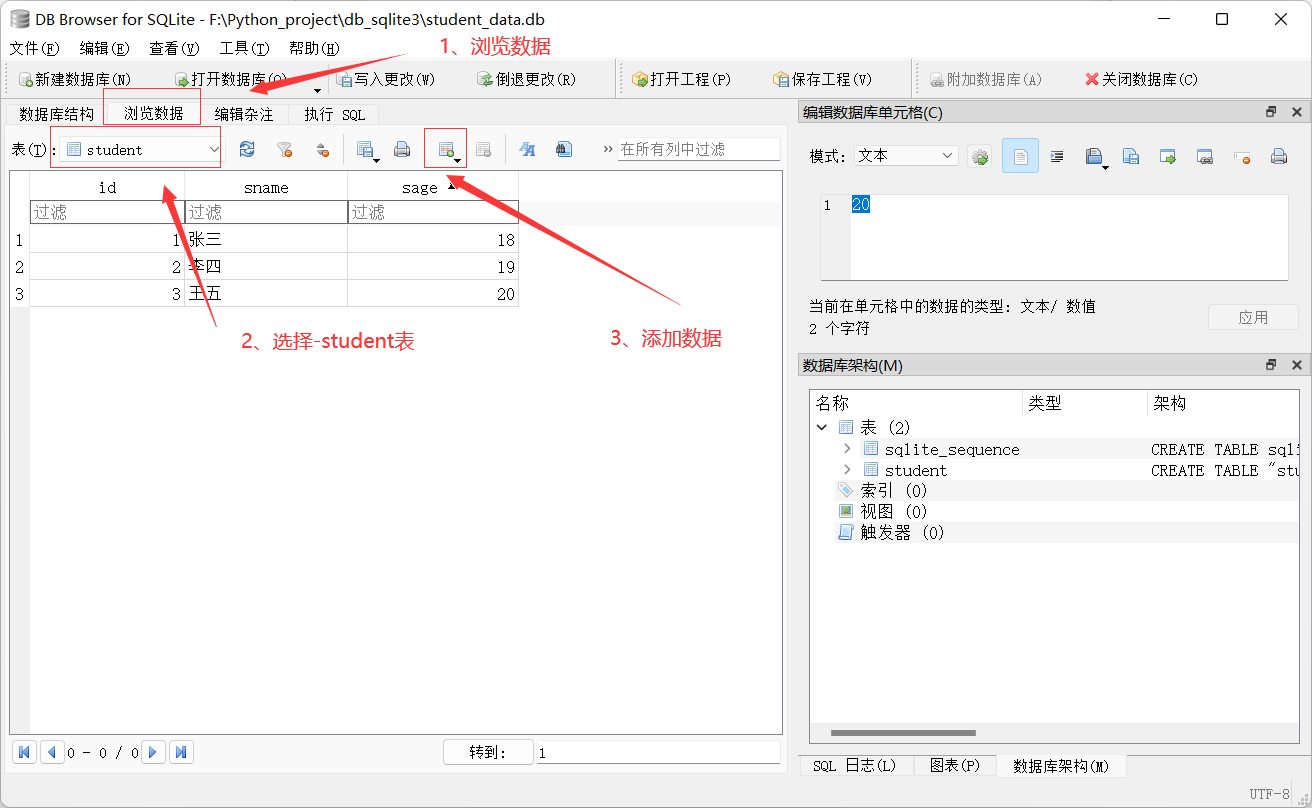 DB Browser for SQLite - F:\Python_project\db_sqlite3\student_data.db
文件(F) 编辑(E) 查看(V) 工具(T) 帮助(H)
1、浏览数据
新建数据库(N) 打开数据库(O) 写入更改(W) 倒退更改(R) 打开工程(P) 保存工程(V) 附加数据库(A) 关闭数据库(C)
数据库结构 浏览数据 编辑杂注 执行 SQL
表(T): student » 在所有列中过滤
id sname sage
过滤 过滤 过滤
1 1 张三 18
2 2 李四 19
3 3 王五 20
2、选择-student表
3、添加数据
0 - 0 / 0 转到: 1
编辑数据库单元格(C)
模式: 文本
1 20
当前在单元格中的数据的类型: 文本/ 数值
2 个字符
应用
数据库架构(M)
名称 类型 架构
表 (2)
sqlite_sequence CREATE TABLE sqli
student CREATE TABLE "stu
索引 (0)
视图 (0)
触发器 (0)
SQL 日志(L) 图表(P) 数据库架构(M)
UTF-8